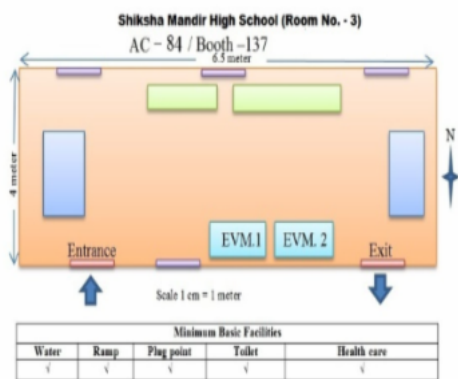 Shiksha Mandir High School (Room No. - 3)
AC – 84 / Booth –137
6.5 meter
4 meter
N
EVM.1 EVM. 2
Entrance Exit
Scale 1 cm = 1 meter
Minimum Basic Facilities
Water Ramp Plug point Toilet Health care
√ √ √ √ √